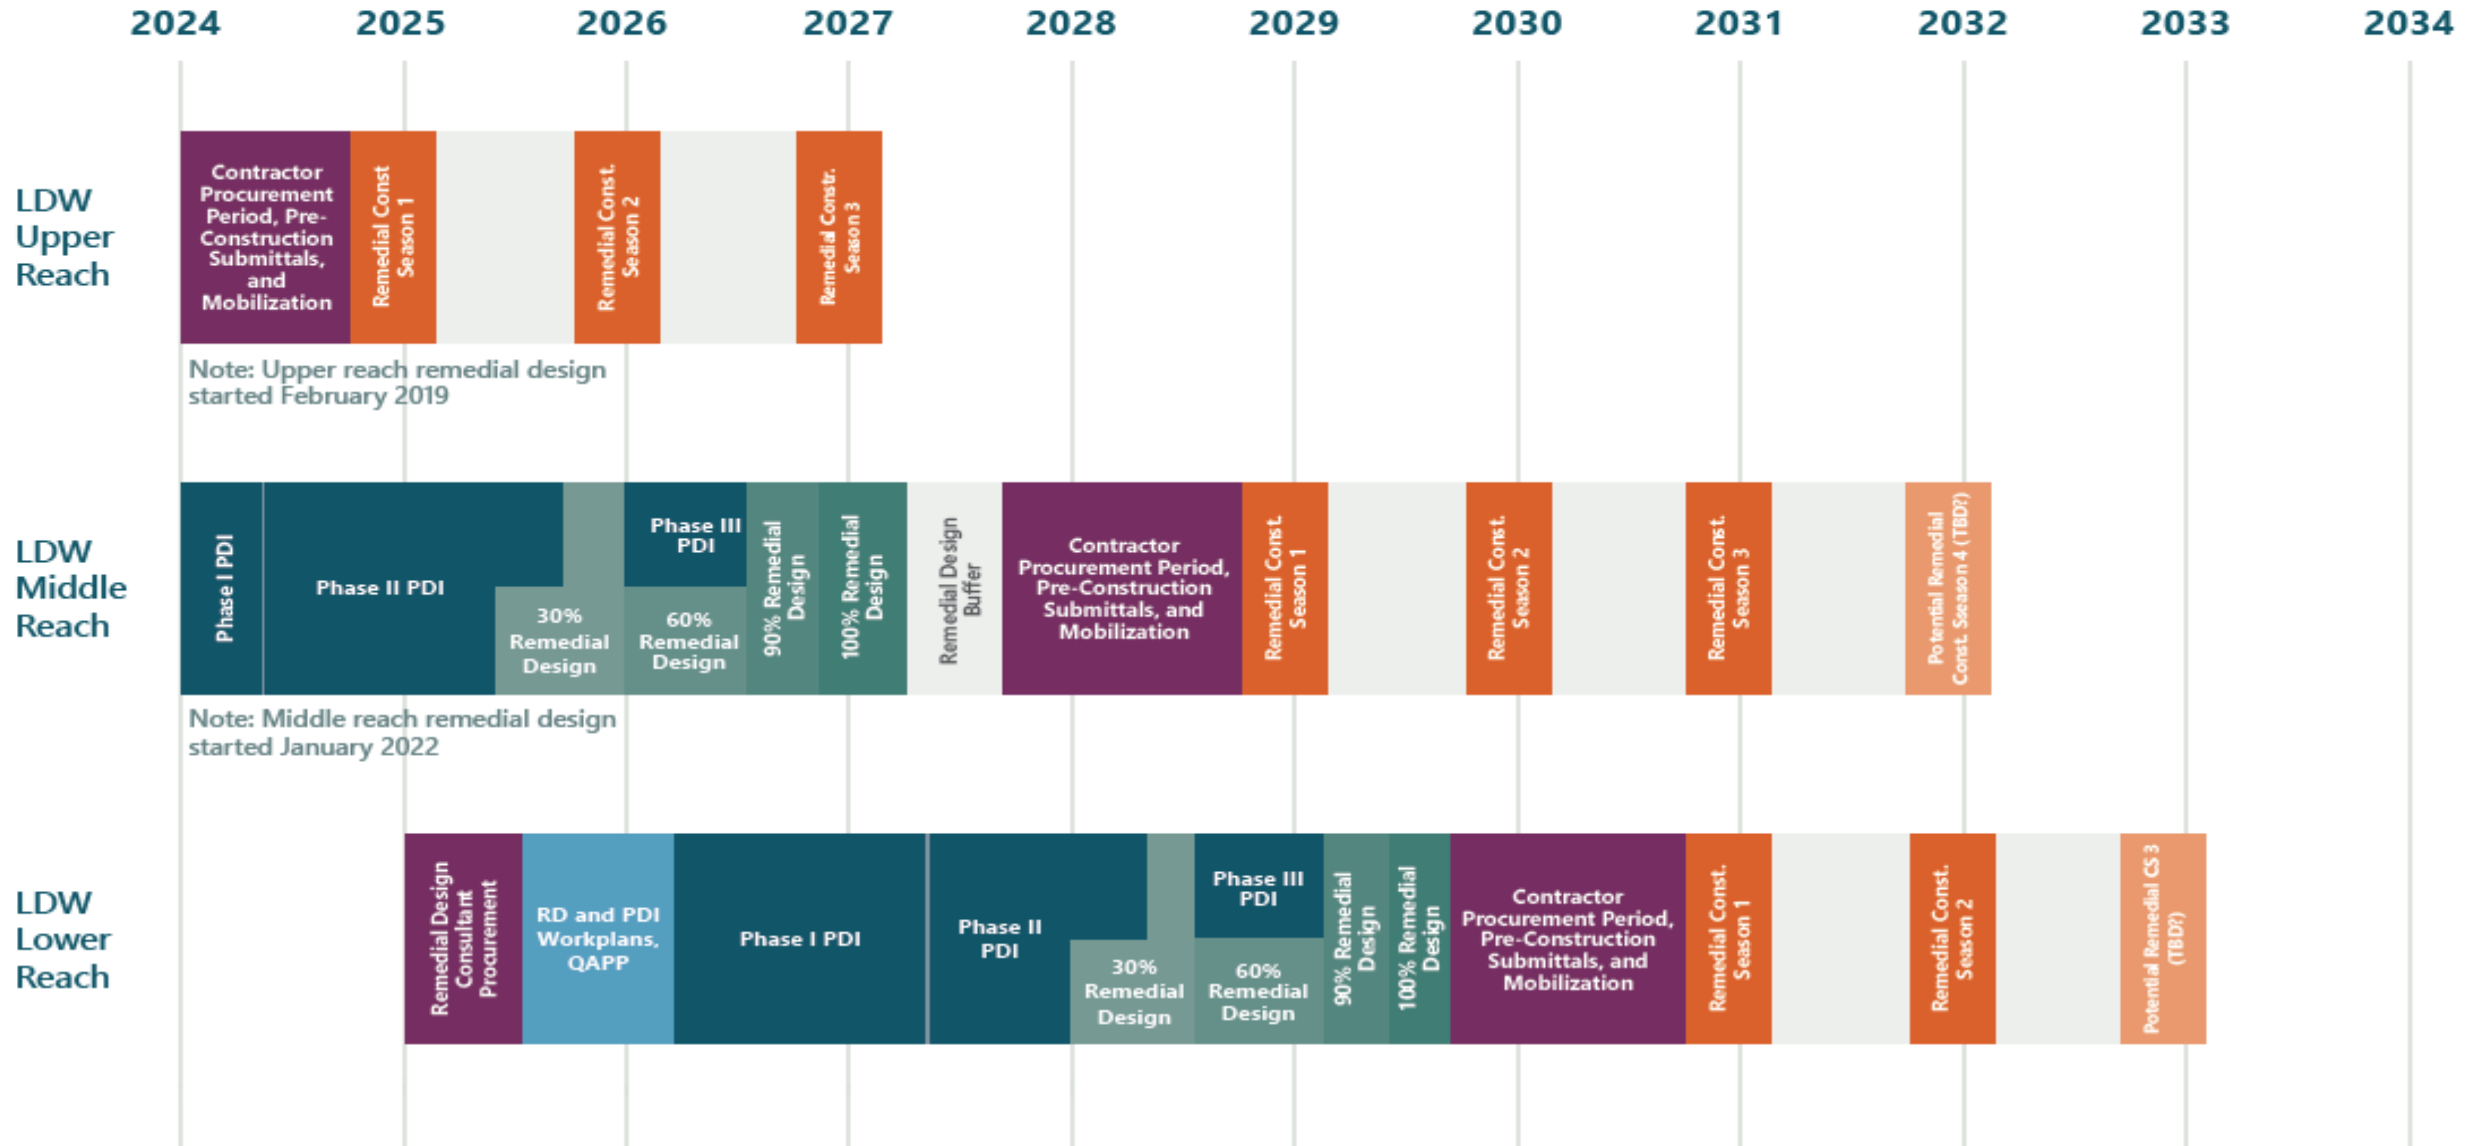 2024 2025 2026 2027 2028 2029 2030 2031 2032 2033 2034
LDW
Upper
Reach
Contractor
Procurement
Period, Pre-
Construction
Submittals,
and
Mobilization
Remedial Const
Season 1
Remedial Const.
Season 2
Remedial Constr.
Season 3
Note: Upper reach remedial design
started February 2019
LDW
Middle
Reach
Phase I PDI
Phase II PDI
30%
Remedial
Design
Phase III
PDI
60%
Remedial
Design
90% Remedial
Design
100% Remedial
Design
Remedial Design
Buffer
Contractor
Procurement Period,
Pre-Construction
Submittals, and
Mobilization
Remedial Const.
Season 1
Remedial Const.
Season 2
Remedial Const.
Season 3
Potential Remedial
Const. Sseason 4 (TBD?)
Note: Middle reach remedial design
started January 2022
LDW
Lower
Reach
Remedial Design
Consultant
Procurement
RD and PDI
Workplans,
QAPP
Phase I PDI
Phase II
PDI
30%
Remedial
Design
Phase III
PDI
60%
Remedial
Design
90% Remedial
Design
100% Remedial
Design
Contractor
Procurement Period,
Pre-Construction
Submittals, and
Mobilization
Remedial Const.
Season 1
Remedial Const.
Season 2
Potential Remedial CS 3
(TBD?)